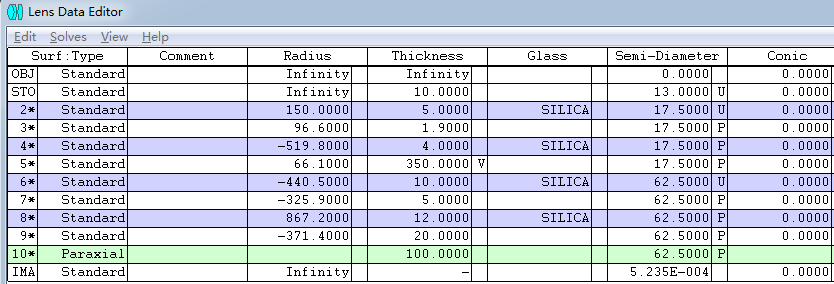 Lens Data Editor
Edit Solves View Help
Surf:Type Comment Radius Thickness Glass Semi-Diameter Conic
OBJ Standard Infinity Infinity 0.0000 0.0000
STO Standard Infinity 10.0000 13.0000 U 0.0000
2* Standard 150.0000 5.0000 SILICA 17.5000 U 0.0000
3* Standard 96.6000 1.9000 17.5000 P 0.0000
4* Standard -519.8000 4.0000 SILICA 17.5000 P 0.0000
5* Standard 66.1000 350.0000 V 17.5000 P 0.0000
6* Standard -440.5000 10.0000 SILICA 62.5000 U 0.0000
7* Standard -325.9000 5.0000 62.5000 P 0.0000
8* Standard 867.2000 12.0000 SILICA 62.5000 P 0.0000
9* Standard -371.4000 20.0000 62.5000 P 0.0000
10* Paraxial 100.0000 62.5000 P
IMA Standard Infinity - 5.235E-004 0.0000